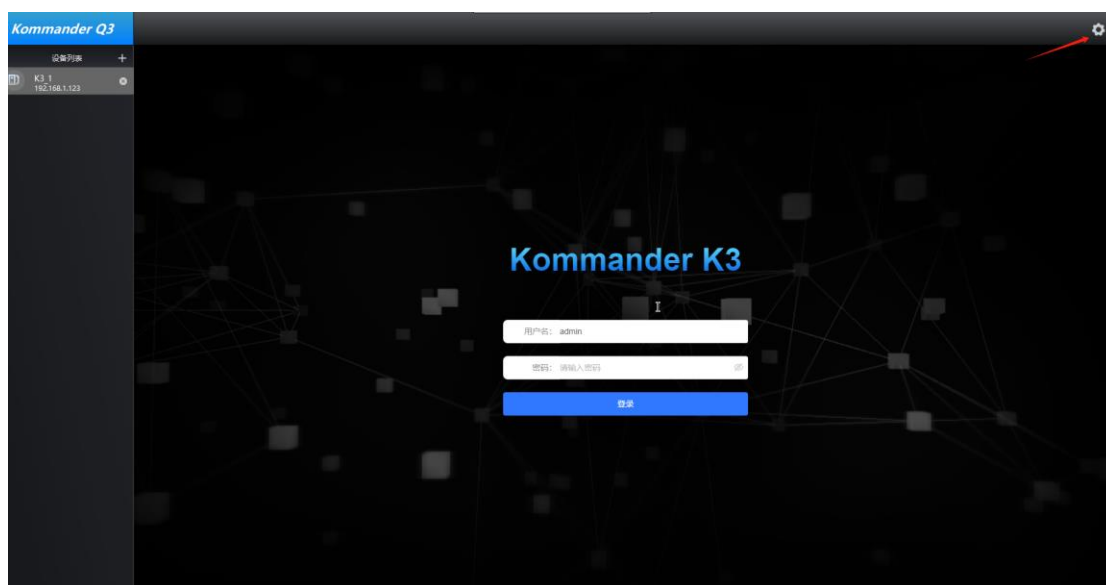 Kommander Q3
设备列表 +
K3_1
192.168.1.123
Kommander K3
用户名: admin
密码: 请输入密码
登录